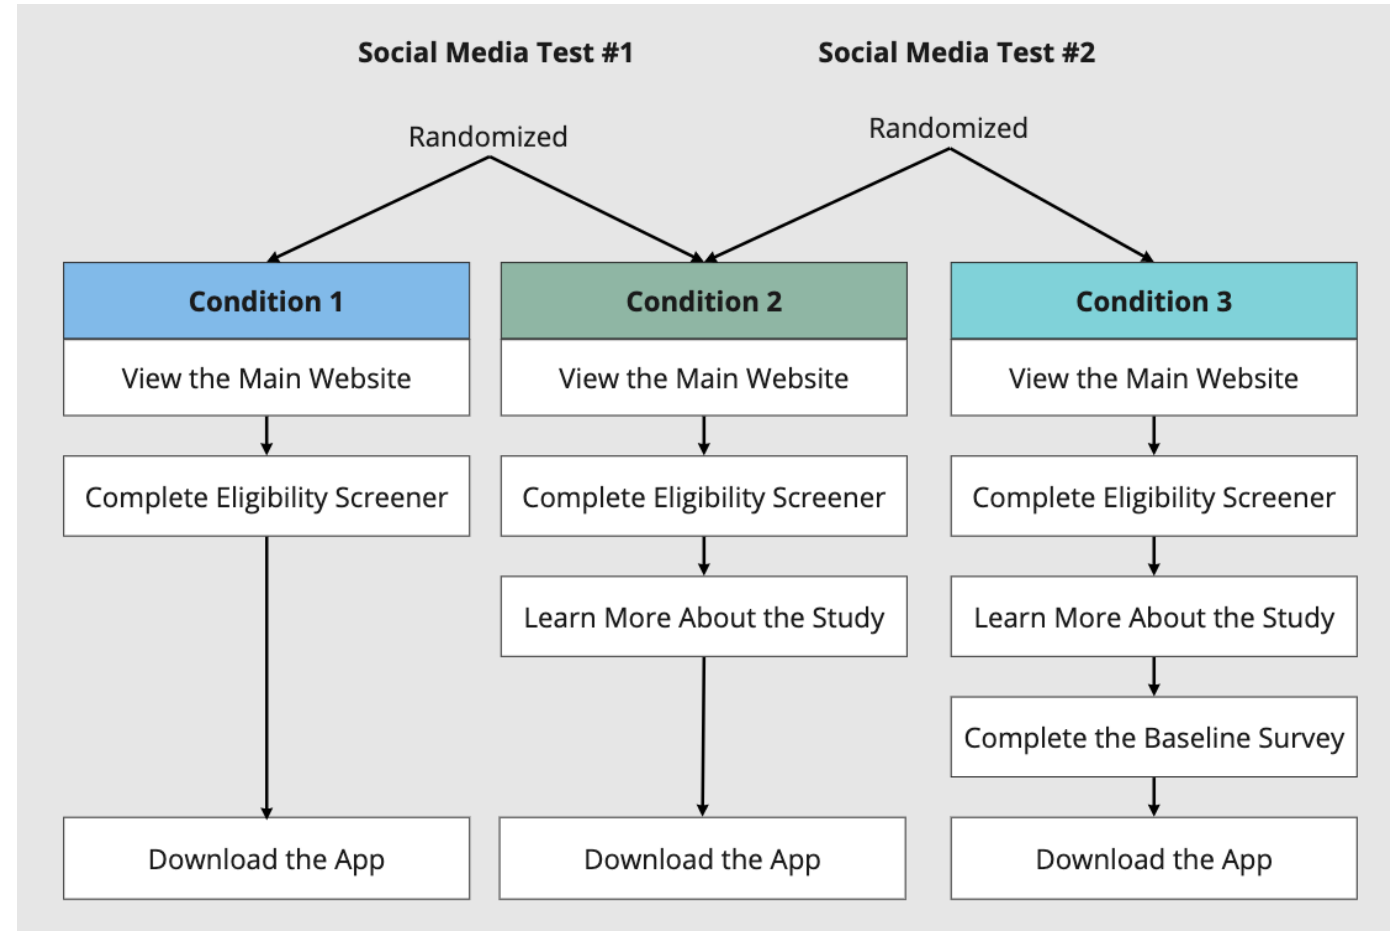 Social Media Test #1
Social Media Test #2
Randomized
Randomized
Condition 1
View the Main Website
Complete Eligibility Screener
Download the App
Condition 2
View the Main Website
Complete Eligibility Screener
Learn More About the Study
Download the App
Condition 3
View the Main Website
Complete Eligibility Screener
Learn More About the Study
Complete the Baseline Survey
Download the App